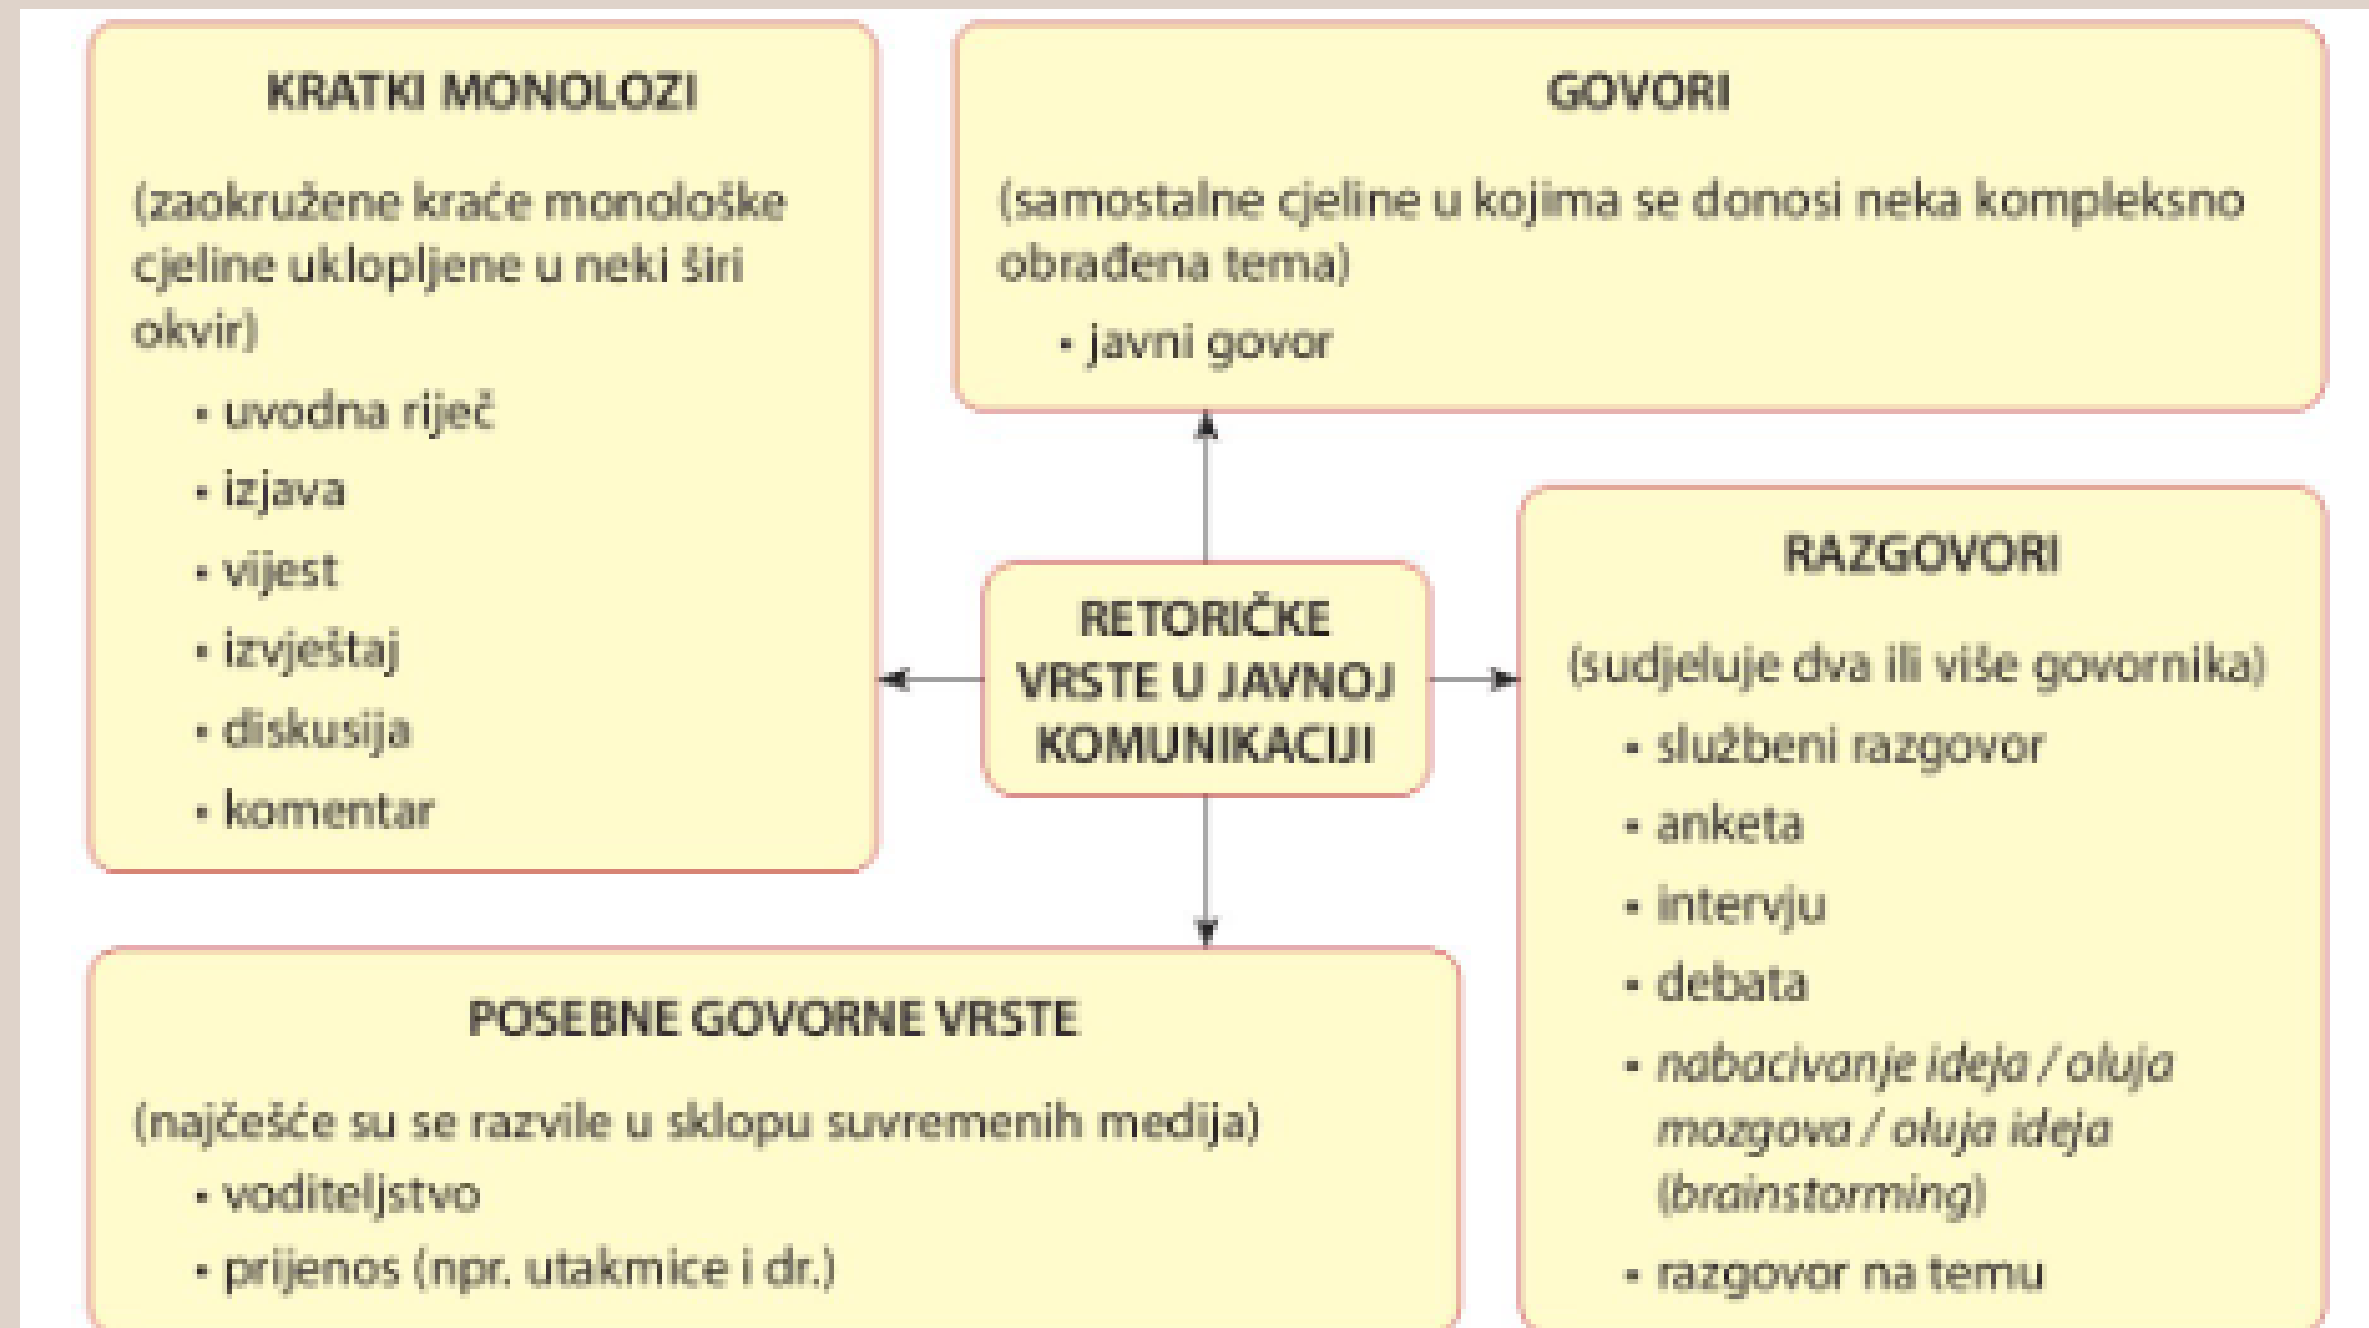 KRATKI MONOLOZI
(zaokružene kraće monološke
cjeline uklopljene u neki širi
okvir)
▪ uvodna riječ
▪ izjava
▪ vijest
▪ izvještaj
▪ diskusija
▪ komentar
GOVORI
(samostalne cjeline u kojima se donosi neka kompleksno
obrađena tema)
▪ javni govor
RETORIČKE
VRSTE U JAVNOJ
KOMUNIKACIJI
RAZGOVORI
(sudjeluje dva ili više govornika)
▪ službeni razgovor
▪ anketa
▪ intervju
▪ debata
▪ nabacivanje ideja / oluja
mozgova / oluja ideja
(brainstorming)
▪ razgovor na temu
POSEBNE GOVORNE VRSTE
(najčešće su se razvile u sklopu suvremenih medija)
▪ voditeljstvo
▪ prijenos (npr. utakmice i dr.)